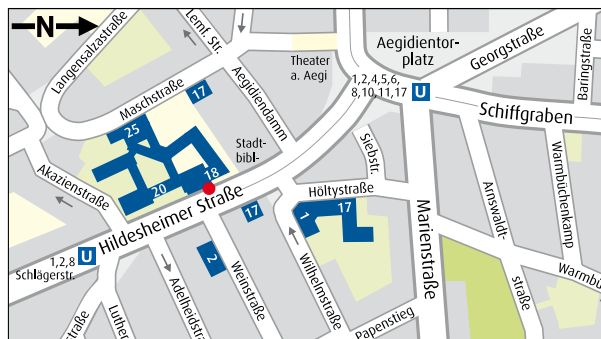 N
Langensalzastraße
Lemf. Str.
Maschstraße
Aegidiendamm
Theater
a. Aegi
Aegidientor-
platz
1,2,4,5,6,
8,10,11,17
U
Georgstraße
Baringstraße
Schiffgraben
17
25
Stadt-
bibl-
18
20
Akazienstraße
Siebstr.
Höltystraße
Warmbüchenkamp
Arnswaldt-
straße
Hildesheimer Straße
17
1
17
Marienstraße
U
1,2,8
Schlägerstr.
2
Weinstraße
Wilhelmstraße
Adelheidstr
Luther
Papenstieg
Warmbü